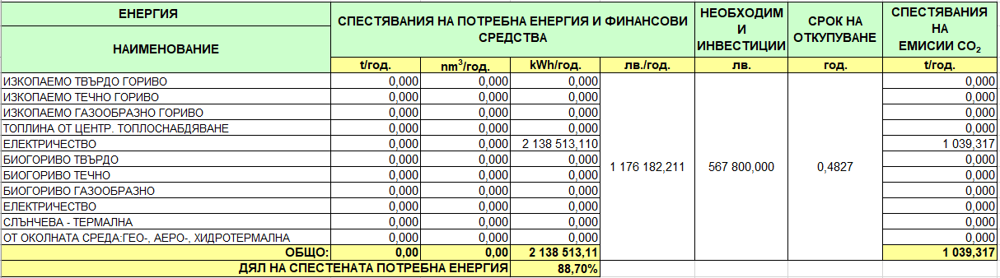 ЕНЕРГИЯ
НАИМЕНОВАНИЕ
СПЕСТЯВАНИЯ НА ПОТРЕБНА ЕНЕРГИЯ И ФИНАНСОВИ
СРЕДСТВА
НЕОБХОДИМ
И
ИНВЕСТИЦИИ
СРОК НА
ОТКУПУВАНЕ
СПЕСТЯВАНИЯ
НА
ЕМИСИИ CO₂
t/год. nm³/год. kWh/год. лв./год. лв. год. t/год.
ИЗКОПАЕМО ТВЪРДО ГОРИВО 0,000 0,000 0,000 0,000
ИЗКОПАЕМО ТЕЧНО ГОРИВО 0,000 0,000 0,000 0,000
ИЗКОПАЕМО ГАЗООБРАЗНО ГОРИВО 0,000 0,000 0,000 0,000
ТОПЛИНА ОТ ЦЕНТР. ТОПЛОСНАБДЯВАНЕ 0,000 0,000 0,000 0,000
ЕЛЕКТРИЧЕСТВО 0,000 0,000 2 138 513,110 1 039,317
БИОГОРИВО ТВЪРДО 0,000 0,000 0,000 0,000
1 176 182,211 567 800,000 0,4827
БИОГОРИВО ТЕЧНО 0,000 0,000 0,000 0,000
БИОГОРИВО ГАЗООБРАЗНО 0,000 0,000 0,000 0,000
ЕЛЕКТРИЧЕСТВО 0,000 0,000 0,000 0,000
СЛЪНЧЕВА - ТЕРМАЛНА 0,000 0,000 0,000 0,000
ОТ ОКОЛНАТА СРЕДА:ГЕО-, АЕРО-, ХИДРОТЕРМАЛНА 0,000 0,000 0,000 0,000
ОБЩО: 0,00 0,00 2 138 513,11 1 039,317
ДЯЛ НА СПЕСТЕНАТА ПОТРЕБНА ЕНЕРГИЯ 88,70%